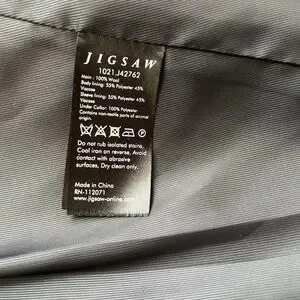 JIGSAW
1021.J42762
Main : 100% Wool
Body lining: 55% Polyester 45%
Viscose
Sleeve lining: 55% Polyester 45%
Viscose
Under Collar: 100% Polyester
Contains non-textile parts of animal
origin.
Do not rub isolated stains,
Cool iron on reverse,
Avoid contact with abrasive
surfaces, Dry clean only.
Made in China
RN-112071
www.jigsaw-online.com